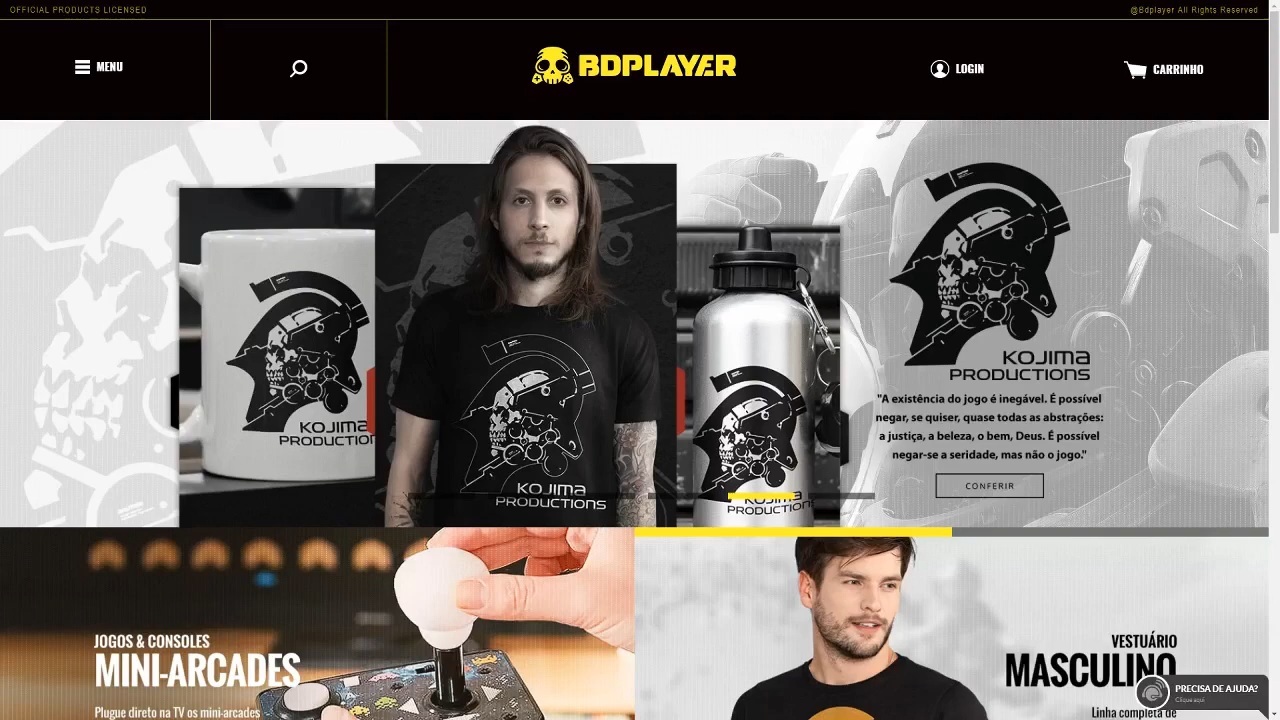 OFFICIAL PRODUCTS LICENSED
@Bdplayer All Rights Reserved
MENU
BDPLAYER
LOGIN
CARRINHO
KOJIMA
PRODUCTION
KOJIMA
PRODUCTIONS
KOJIMA
PRODUCTIONS
KOJIMA
PRODUCTIONS
"A existência do jogo é inegável. É possível
negar, se quiser, quase todas as abstrações:
a justiça, a beleza, o bem, Deus. É possível
negar-se a seridade, mas não o jogo."
CONFERIR
JOGOS & CONSOLES
MINI-ARCADES
Plugue direto na TV os mini-arcades
VESTUÁRIO
MASCULINO
Linha completa de
PRECISA DE AJUDA?
Clique aqui